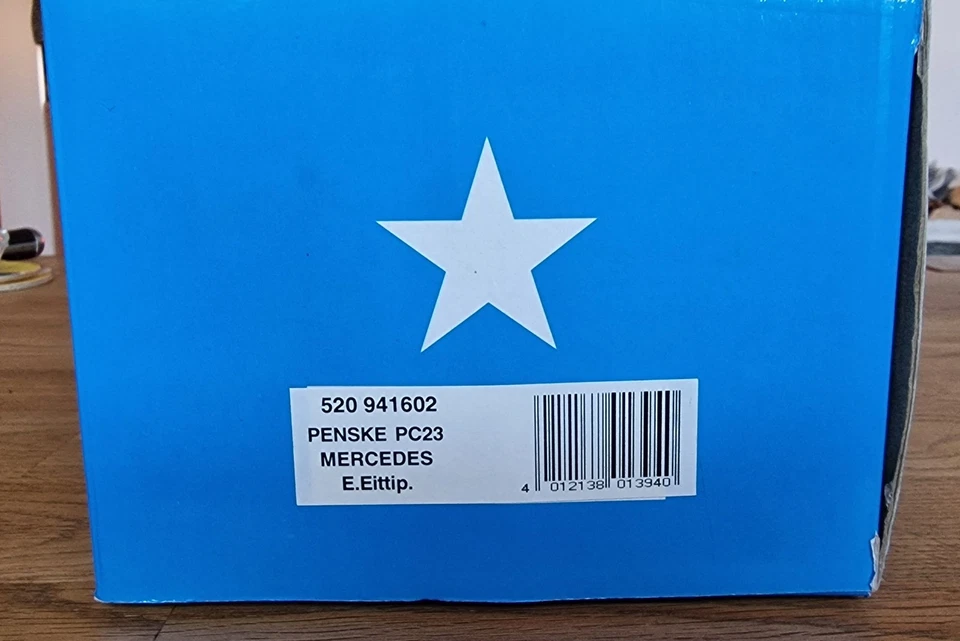 520 941602
PENSKE PC23
MERCEDES
E.Eittip.
4 012138 013940